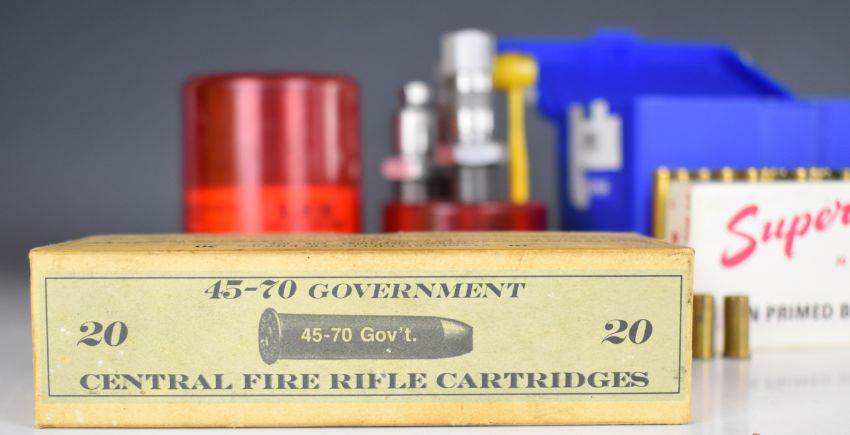 45-70 GOVERNMENT
20
45-70 Gov't.
20
CENTRAL FIRE RIFLE CARTRIDGES
Super
N PRIMED B